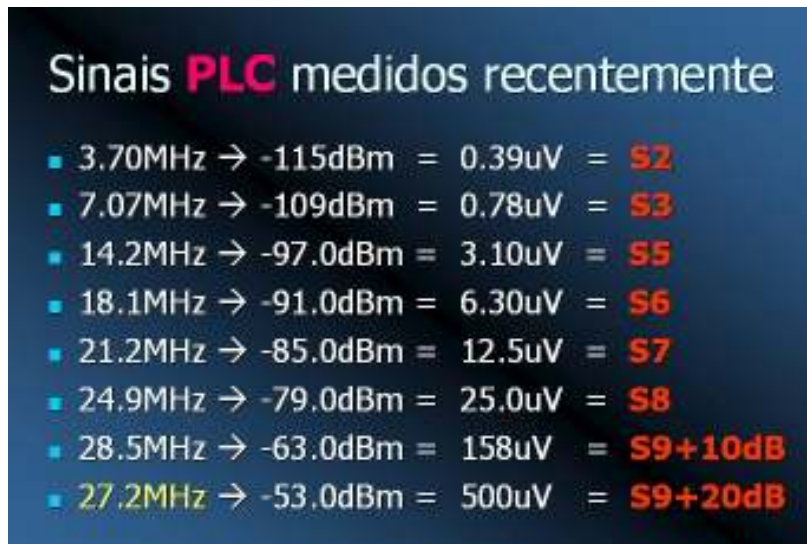 Sinais PLC medidos recentemente
3.70MHz → -115dBm = 0.39uV = S2
7.07MHz → -109dBm = 0.78uV = S3
14.2MHz → -97.0dBm = 3.10uV = S5
18.1MHz → -91.0dBm = 6.30uV = S6
21.2MHz → -85.0dBm = 12.5uV = S7
24.9MHz → -79.0dBm = 25.0uV = S8
28.5MHz → -63.0dBm = 158uV = S9+10dB
27.2MHz → -53.0dBm = 500uV = S9+20dB